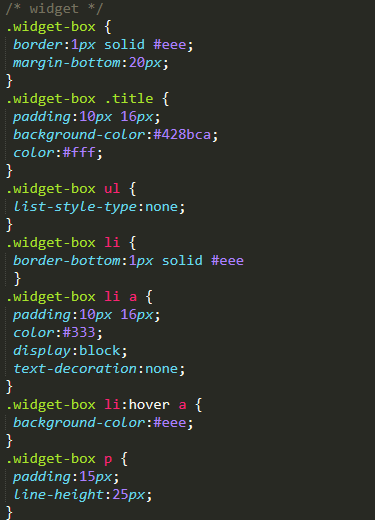 /* widget */
.widget-box {
 border:1px solid #eee;
 margin-bottom:20px;
}
.widget-box .title {
 padding:10px 16px;
 background-color:#428bca;
 color:#fff;
}
.widget-box ul {
 list-style-type:none;
}
.widget-box li {
 border-bottom:1px solid #eee
 }
.widget-box li a {
 padding:10px 16px;
 color:#333;
 display:block;
 text-decoration:none;
}
.widget-box li:hover a {
 background-color:#eee;
}
.widget-box p {
 padding:15px;
 line-height:25px;
}